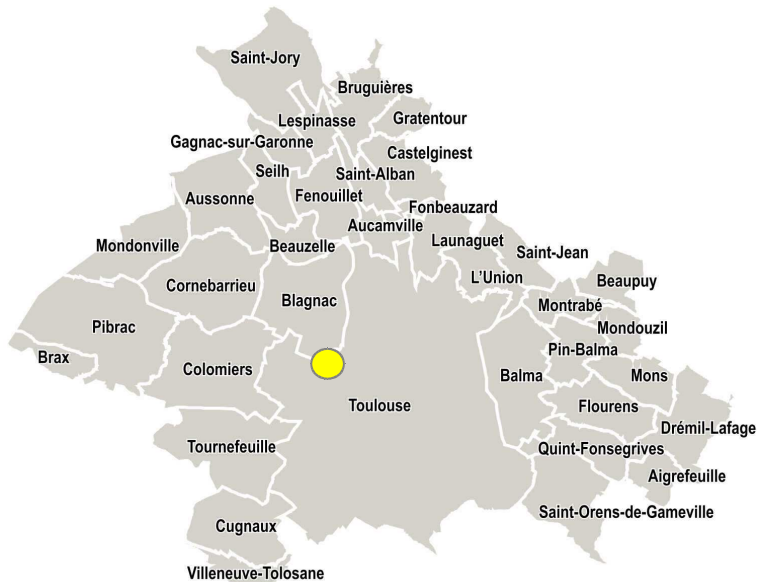 Saint-Jory
Bruguières
Lespinasse
Gratentour
Gagnac-sur-Garonne
Castelginest
Seilh
Saint-Alban
Aussonne
Fenouillet
Fonbeauzard
Aucamville
Mondonville
Beauzelle
Launaguet
Saint-Jean
L'Union
Beaupuy
Cornebarrieu
Blagnac
Montrabé
Pibrac
Mondouzil
Pin-Balma
Brax
Colomiers
Balma
Mons
Toulouse
Flourens
Drémil-Lafage
Tournefeuille
Quint-Fonsegrives
Aigrefeuille
Saint-Orens-de-Gameville
Cugnaux
Villeneuve-Tolosane